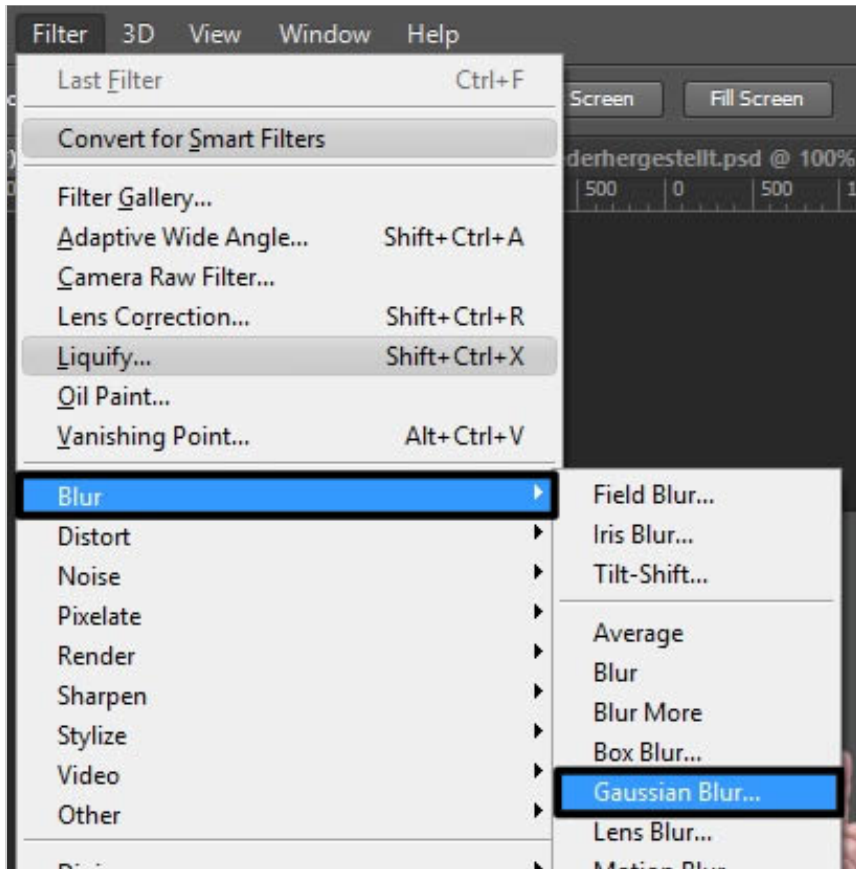 Filter 3D View Window Help
Screen Fill Screen
derhergestellt.psd @ 100%
500 0 500 1
Last Filter Ctrl+F
Convert for Smart Filters
Filter Gallery...
Adaptive Wide Angle... Shift+Ctrl+A
Camera Raw Filter...
Lens Correction... Shift+Ctrl+R
Liquify... Shift+Ctrl+X
Oil Paint...
Vanishing Point... Alt+Ctrl+V
Blur
Distort
Noise
Pixelate
Render
Sharpen
Stylize
Video
Other
Field Blur...
Iris Blur...
Tilt-Shift...
Average
Blur
Blur More
Box Blur...
Gaussian Blur...
Lens Blur...